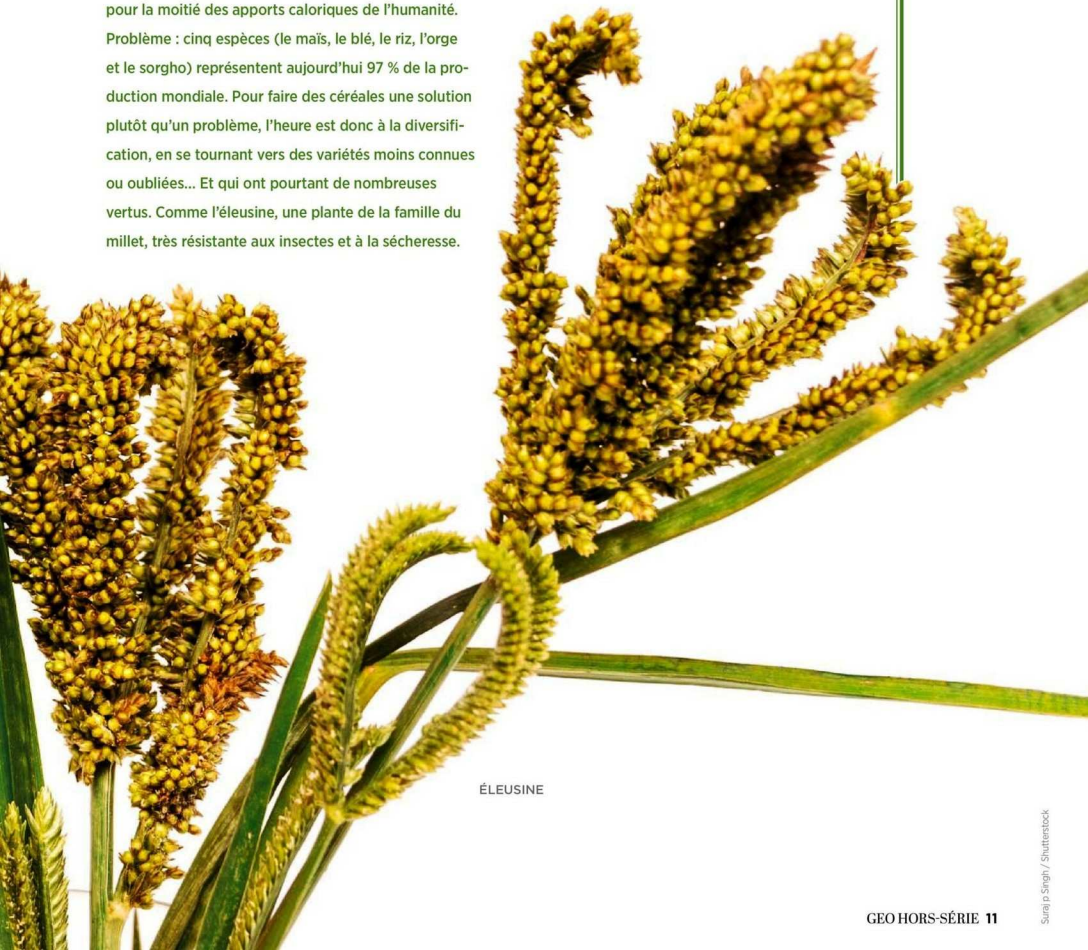 pour la moitié des apports caloriques de l’humanité.
Problème : cinq espèces (le maïs, le blé, le riz, l’orge
et le sorgho) représentent aujourd’hui 97 % de la pro-
duction mondiale. Pour faire des céréales une solution
plutôt qu’un problème, l’heure est donc à la diversifi-
cation, en se tournant vers des variétés moins connues
ou oubliées... Et qui ont pourtant de nombreuses
vertus. Comme l’éleusine, une plante de la famille du
millet, très résistante aux insectes et à la sécheresse.
ÉLEUSINE
Suraj p Singh / Shutterstock
GEO HORS-SÉRIE 11